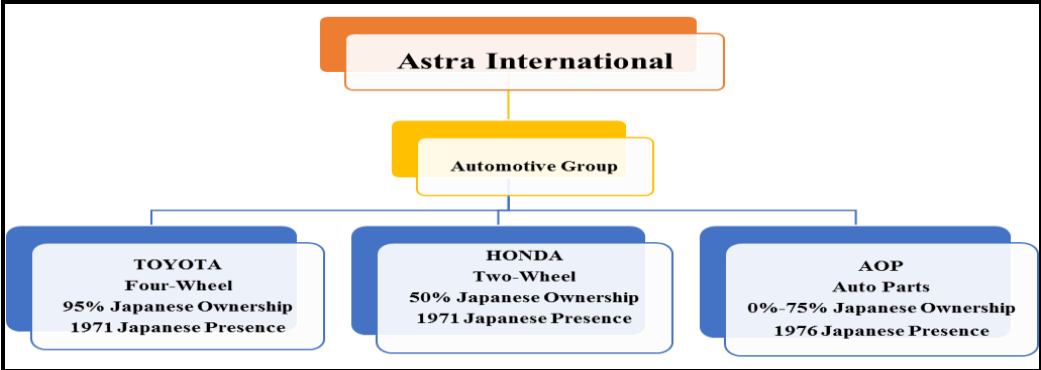 Astra International
Automotive Group
TOYOTA
Four-Wheel
95% Japanese Ownership
1971 Japanese Presence
HONDA
Two-Wheel
50% Japanese Ownership
1971 Japanese Presence
AOP
Auto Parts
0%-75% Japanese Ownership
1976 Japanese Presence